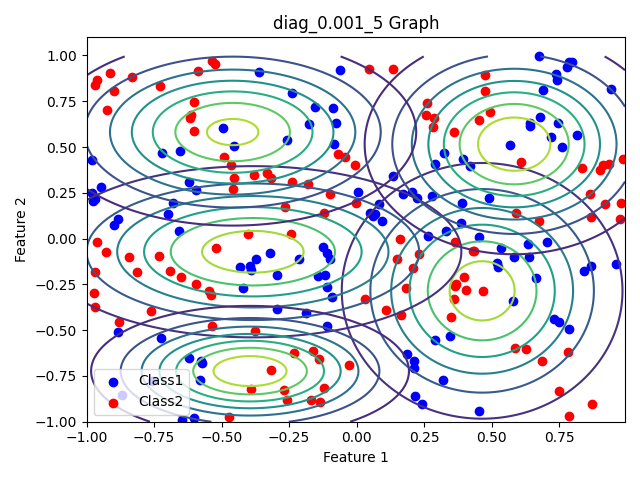 diag_0.001_5 Graph
1.00
0.75
0.50
0.25
0.00
−0.25
−0.50
−0.75
−1.00
Feature 2
Class1
Class2
−1.00 −0.75 −0.50 −0.25 0.00 0.25 0.50 0.75
Feature 1